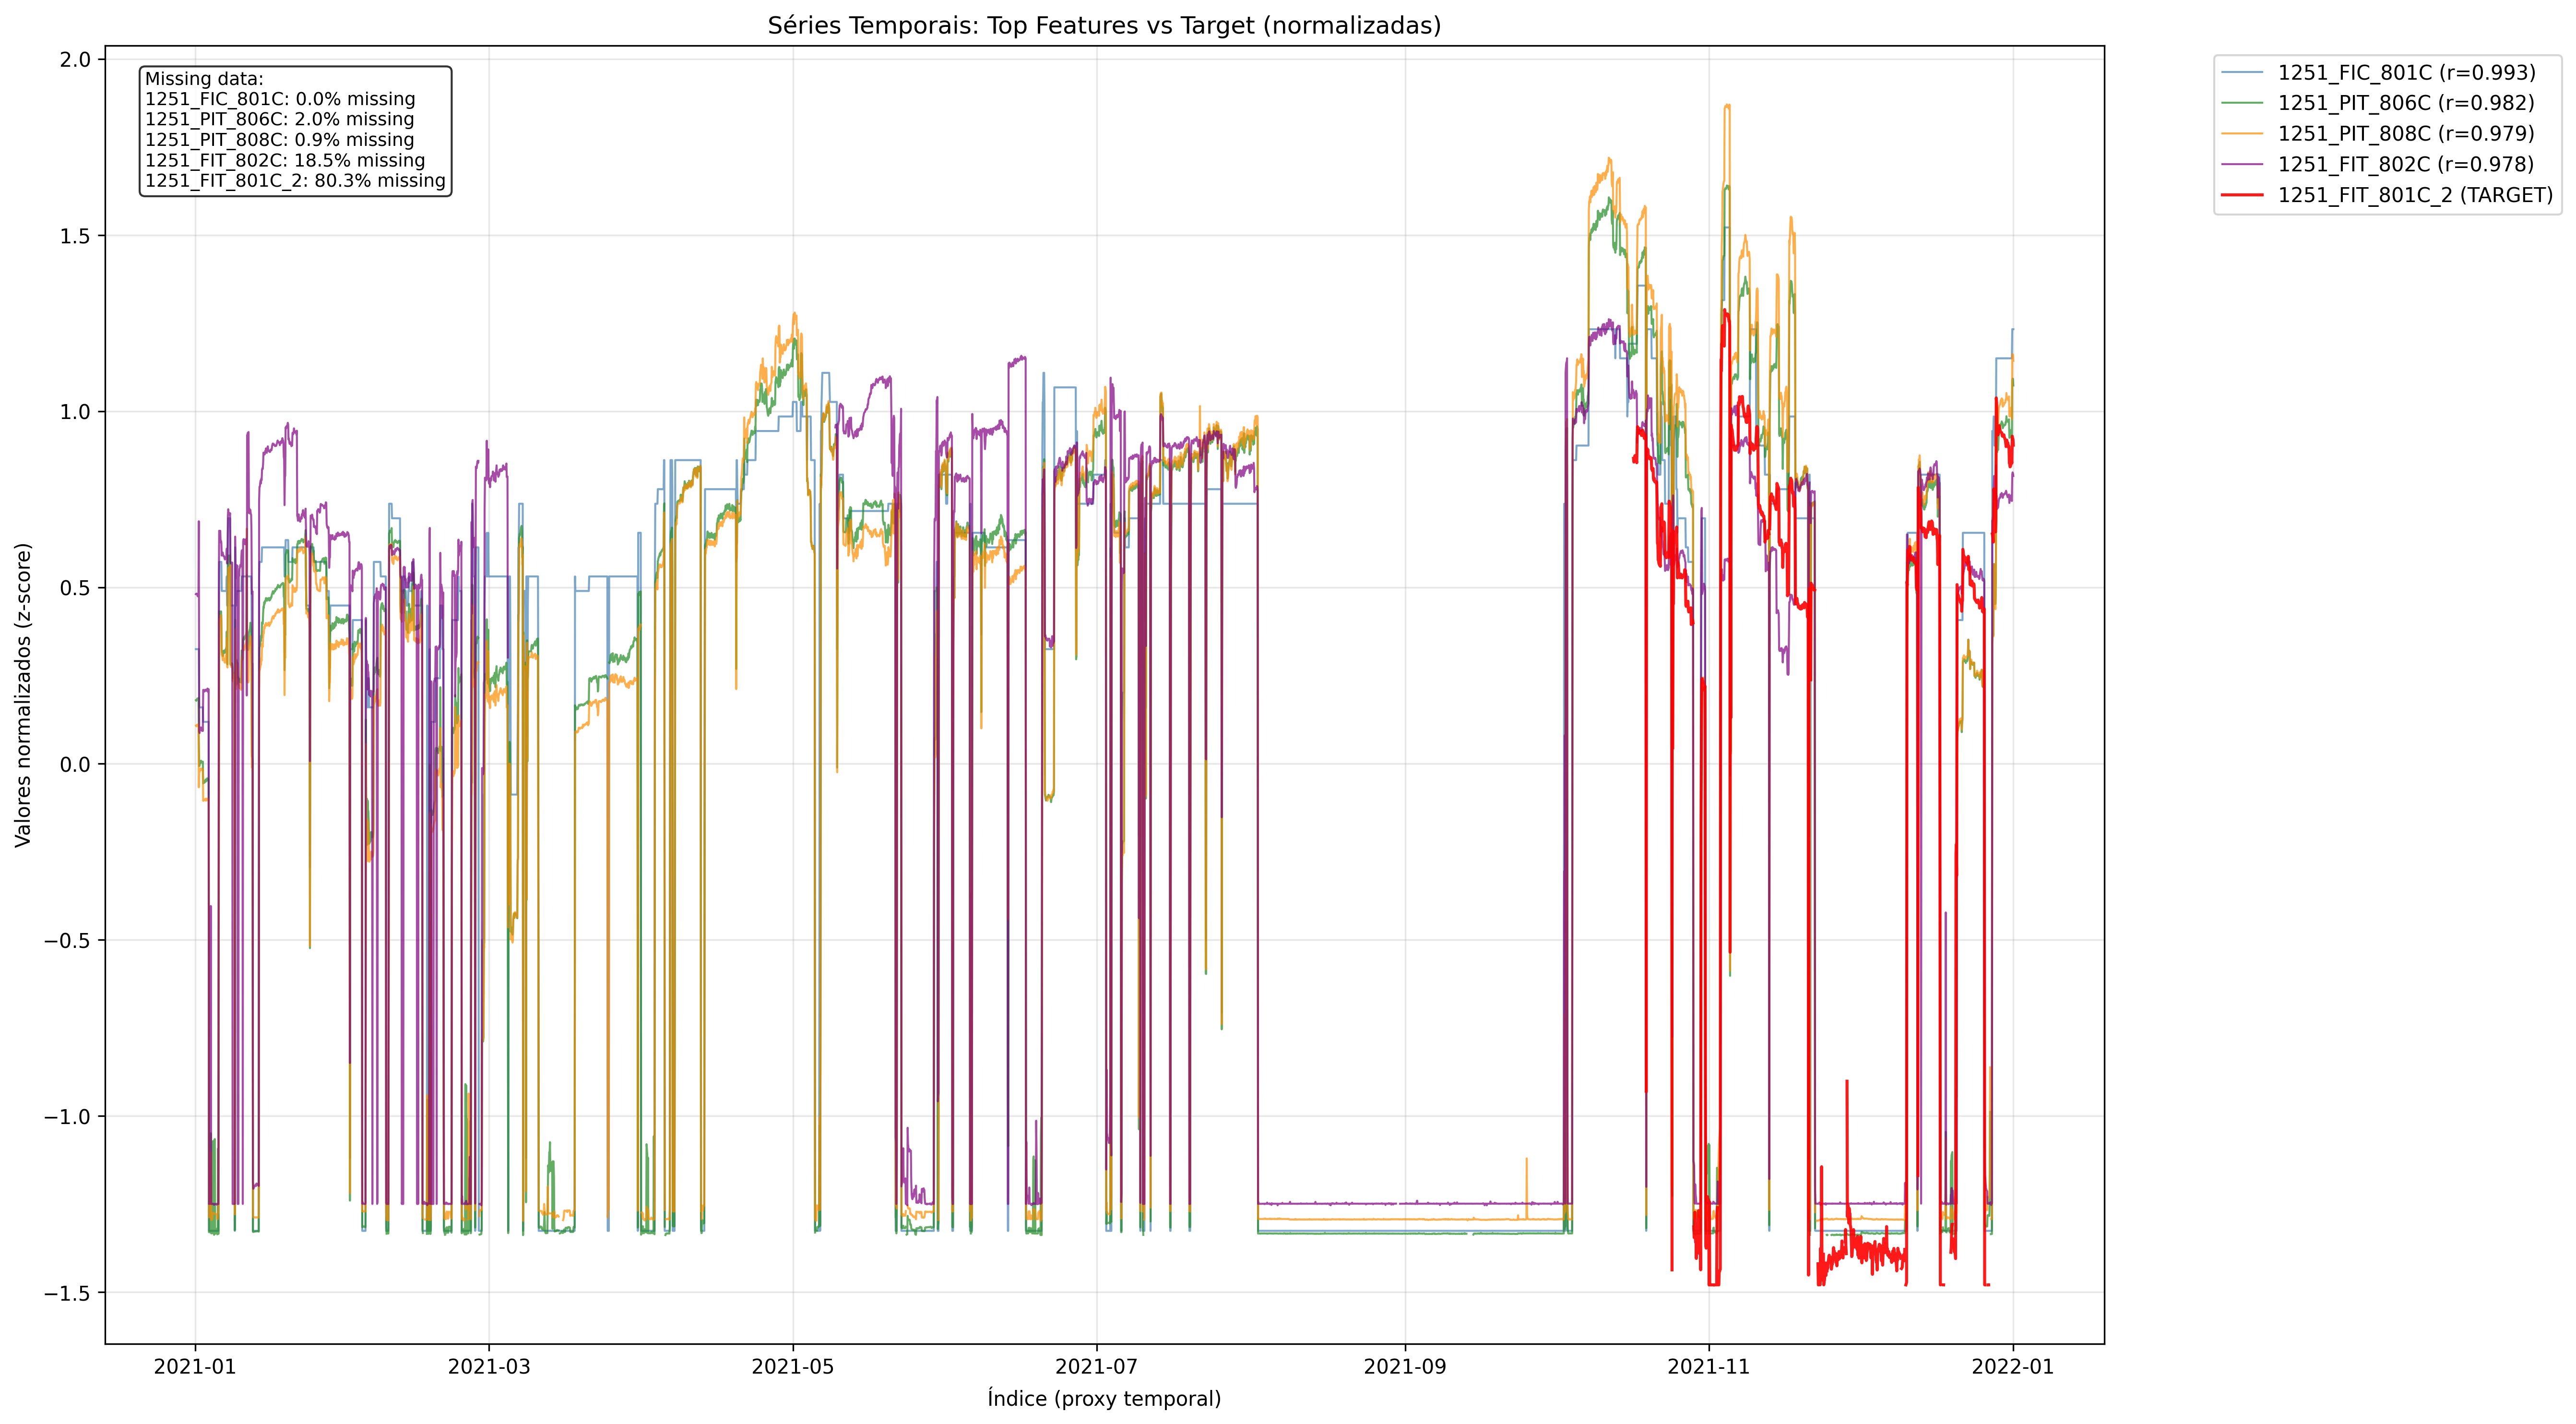 Séries Temporais: Top Features vs Target (normalizadas)
Missing data:
1251_FIC_801C: 0.0% missing
1251_PIT_806C: 2.0% missing
1251_PIT_808C: 0.9% missing
1251_FIT_802C: 18.5% missing
1251_FIT_801C_2: 80.3% missing
1251_FIC_801C (r=0.993)
1251_PIT_806C (r=0.982)
1251_PIT_808C (r=0.979)
1251_FIT_802C (r=0.978)
1251_FIT_801C_2 (TARGET)
Valores normalizados (z-score)
2.0
1.5
1.0
0.5
0.0
−0.5
−1.0
−1.5
2021-01 2021-03 2021-05 2021-07 2021-09 2021-11 2022-01
Índice (proxy temporal)